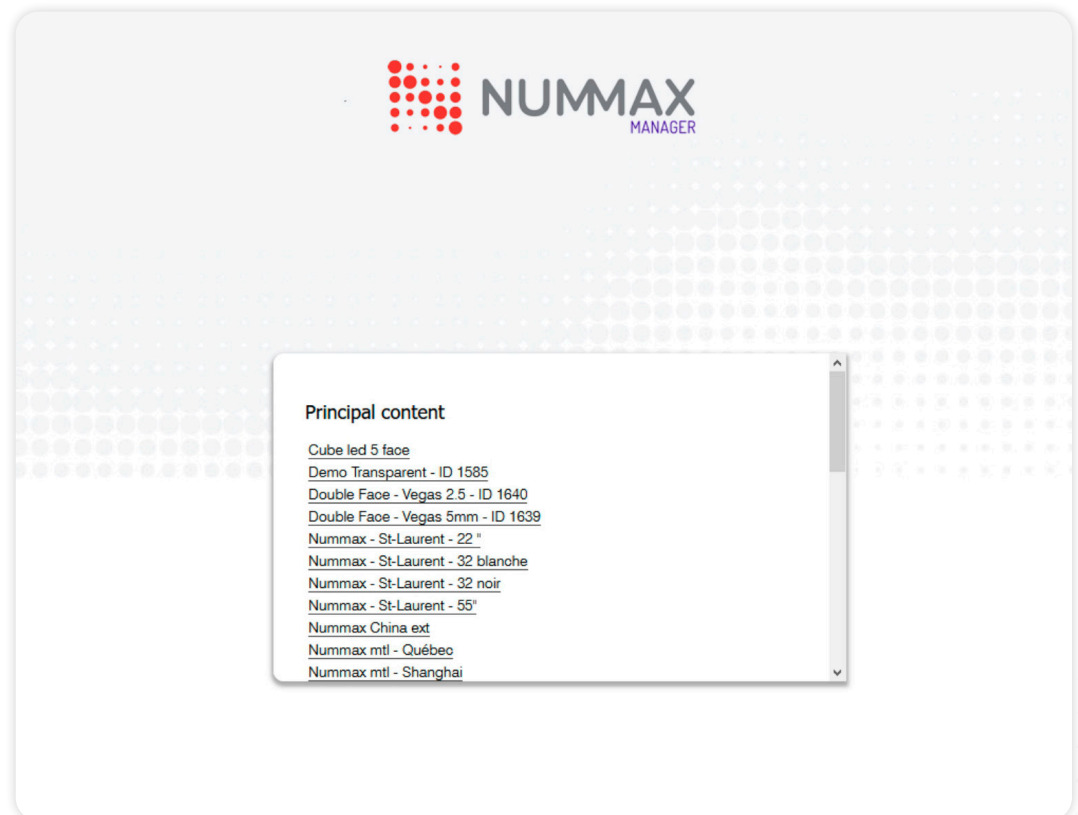 NUMMAX
MANAGER
Principal content
Cube led 5 face
Demo Transparent - ID 1585
Double Face - Vegas 2.5 - ID 1640
Double Face - Vegas 5mm - ID 1639
Nummax - St-Laurent - 22 "
Nummax - St-Laurent - 32 blanche
Nummax - St-Laurent - 32 noir
Nummax - St-Laurent - 55"
Nummax China ext
Nummax mtl - Québec
Nummax mtl - Shanghai